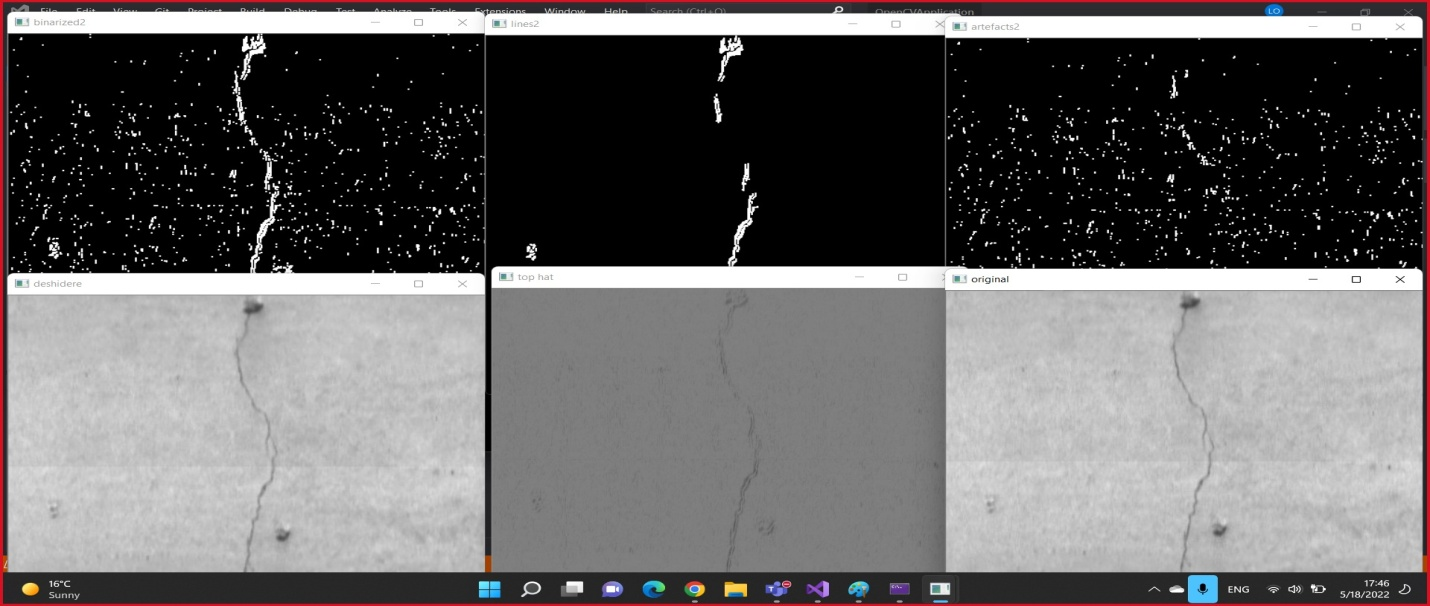 File Edit View Git Project Build Debug Test Analyze Tools Extensions Window Help Search (Ctrl+Q) OpenCVApplication LO
binarized2
lines2
artefacts2
deshidere
top hat
original
16°C
Sunny
ENG
17:46
5/18/2022